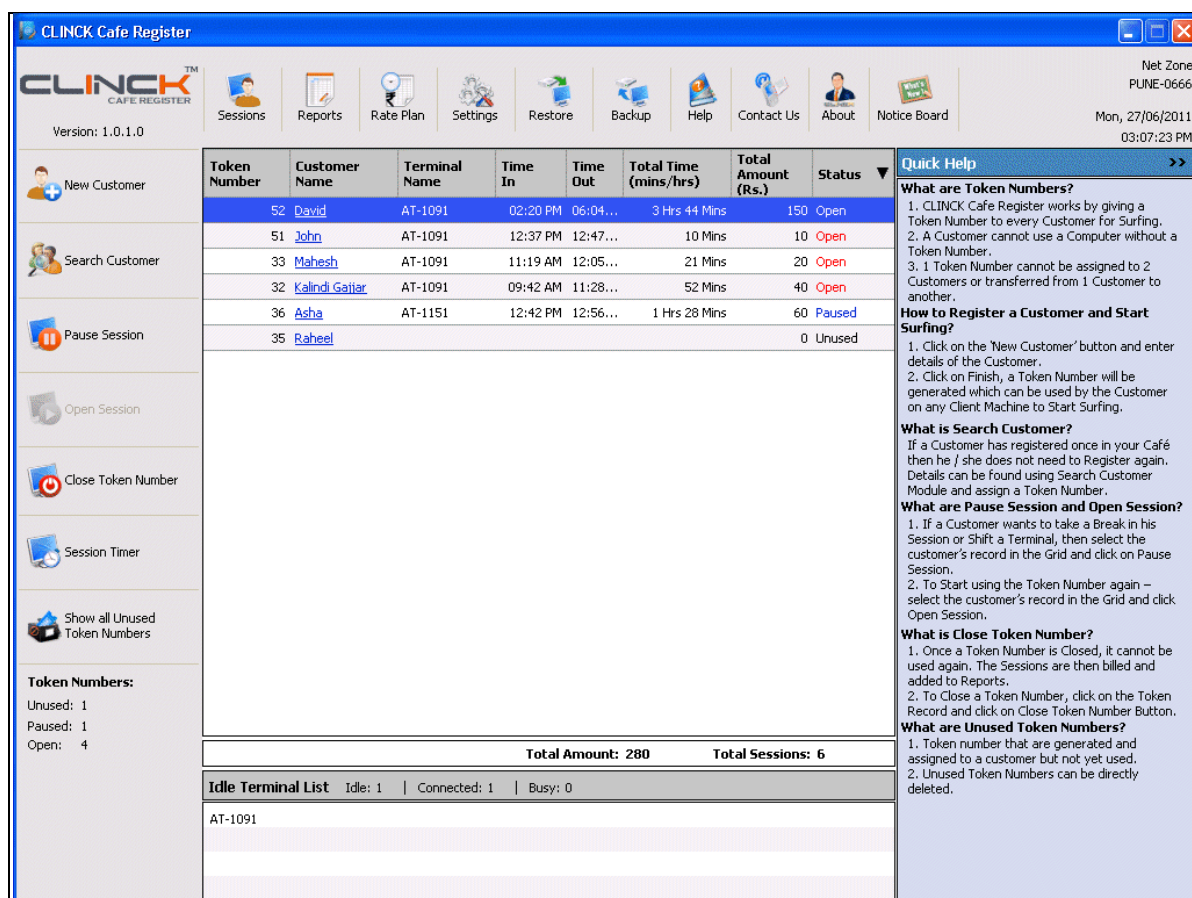 CLINCK Cafe Register
CLINCK TM
CAFE REGISTER
Version: 1.0.1.0
Sessions Reports Rate Plan Settings Restore Backup Help Contact Us About Notice Board
What's New!
Net Zone
PUNE-0666
Mon, 27/06/2011
03:07:23 PM
New Customer
Search Customer
Pause Session
Open Session
Close Token Number
Session Timer
Show all Unused
Token Numbers
Token Numbers:
Unused: 1
Paused: 1
Open: 4
Token Number Customer Name Terminal Name Time In Time Out Total Time (mins/hrs) Total Amount (Rs.) Status
52 David AT-1091 02:20 PM 06:04... 3 Hrs 44 Mins 150 Open
51 John AT-1091 12:37 PM 12:47... 10 Mins 10 Open
33 Mahesh AT-1091 11:19 AM 12:05... 21 Mins 20 Open
32 Kalindi Gajjar AT-1091 09:42 AM 11:28... 52 Mins 40 Open
36 Asha AT-1151 12:42 PM 12:56... 1 Hrs 28 Mins 60 Paused
35 Raheel 0 Unused
Total Amount: 280 Total Sessions: 6
Idle Terminal List Idle: 1 | Connected: 1 | Busy: 0
AT-1091
Quick Help >>
What are Token Numbers?
1. CLINCK Cafe Register works by giving a
Token Number to every Customer for Surfing.
2. A Customer cannot use a Computer without a
Token Number.
3. 1 Token Number cannot be assigned to 2
Customers or transferred from 1 Customer to
another.
How to Register a Customer and Start
Surfing?
1. Click on the 'New Customer' button and enter
details of the Customer.
2. Click on Finish, a Token Number will be
generated which can be used by the Customer
on any Client Machine to Start Surfing.
What is Search Customer?
If a Customer has registered once in your Café
then he / she does not need to Register again.
Details can be found using Search Customer
Module and assign a Token Number.
What are Pause Session and Open Session?
1. If a Customer wants to take a Break in his
Session or Shift a Terminal, then select the
customer's record in the Grid and click on Pause
Session.
2. To Start using the Token Number again –
select the customer's record in the Grid and click
Open Session.
What is Close Token Number?
1. Once a Token Number is Closed, it cannot be
used again. The Sessions are then billed and
added to Reports.
2. To Close a Token Number, click on the Token
Record and click on Close Token Number Button.
What are Unused Token Numbers?
1. Token number that are generated and
assigned to a customer but not yet used.
2. Unused Token Numbers can be directly
deleted.